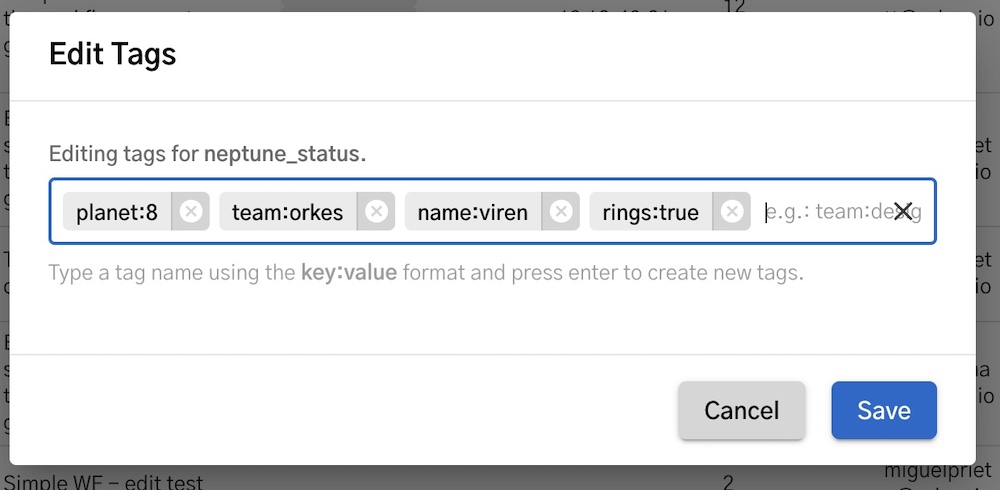 12
Edit Tags
Editing tags for neptune_status.
planet:8 team:orkes name:viren rings:true e.g.: team:desig
Type a tag name using the key:value format and press enter to create new tags.
Cancel Save
Simple WF - edit test 2 miguelpriet